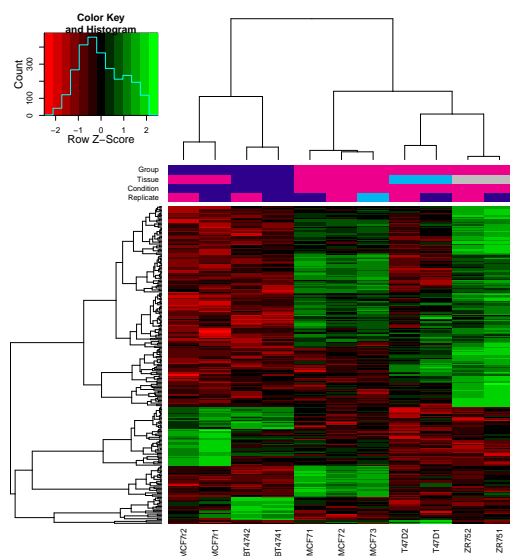 Color Key
and Histogram
Count
0 100 300
−2 −1 0 1 2
Row Z−Score
Group
Tissue
Condition
Replicate
MCF7r2
MCF7r1
BT4742
BT4741
MCF71
MCF72
MCF73
T47D2
T47D1
ZR752
ZR751